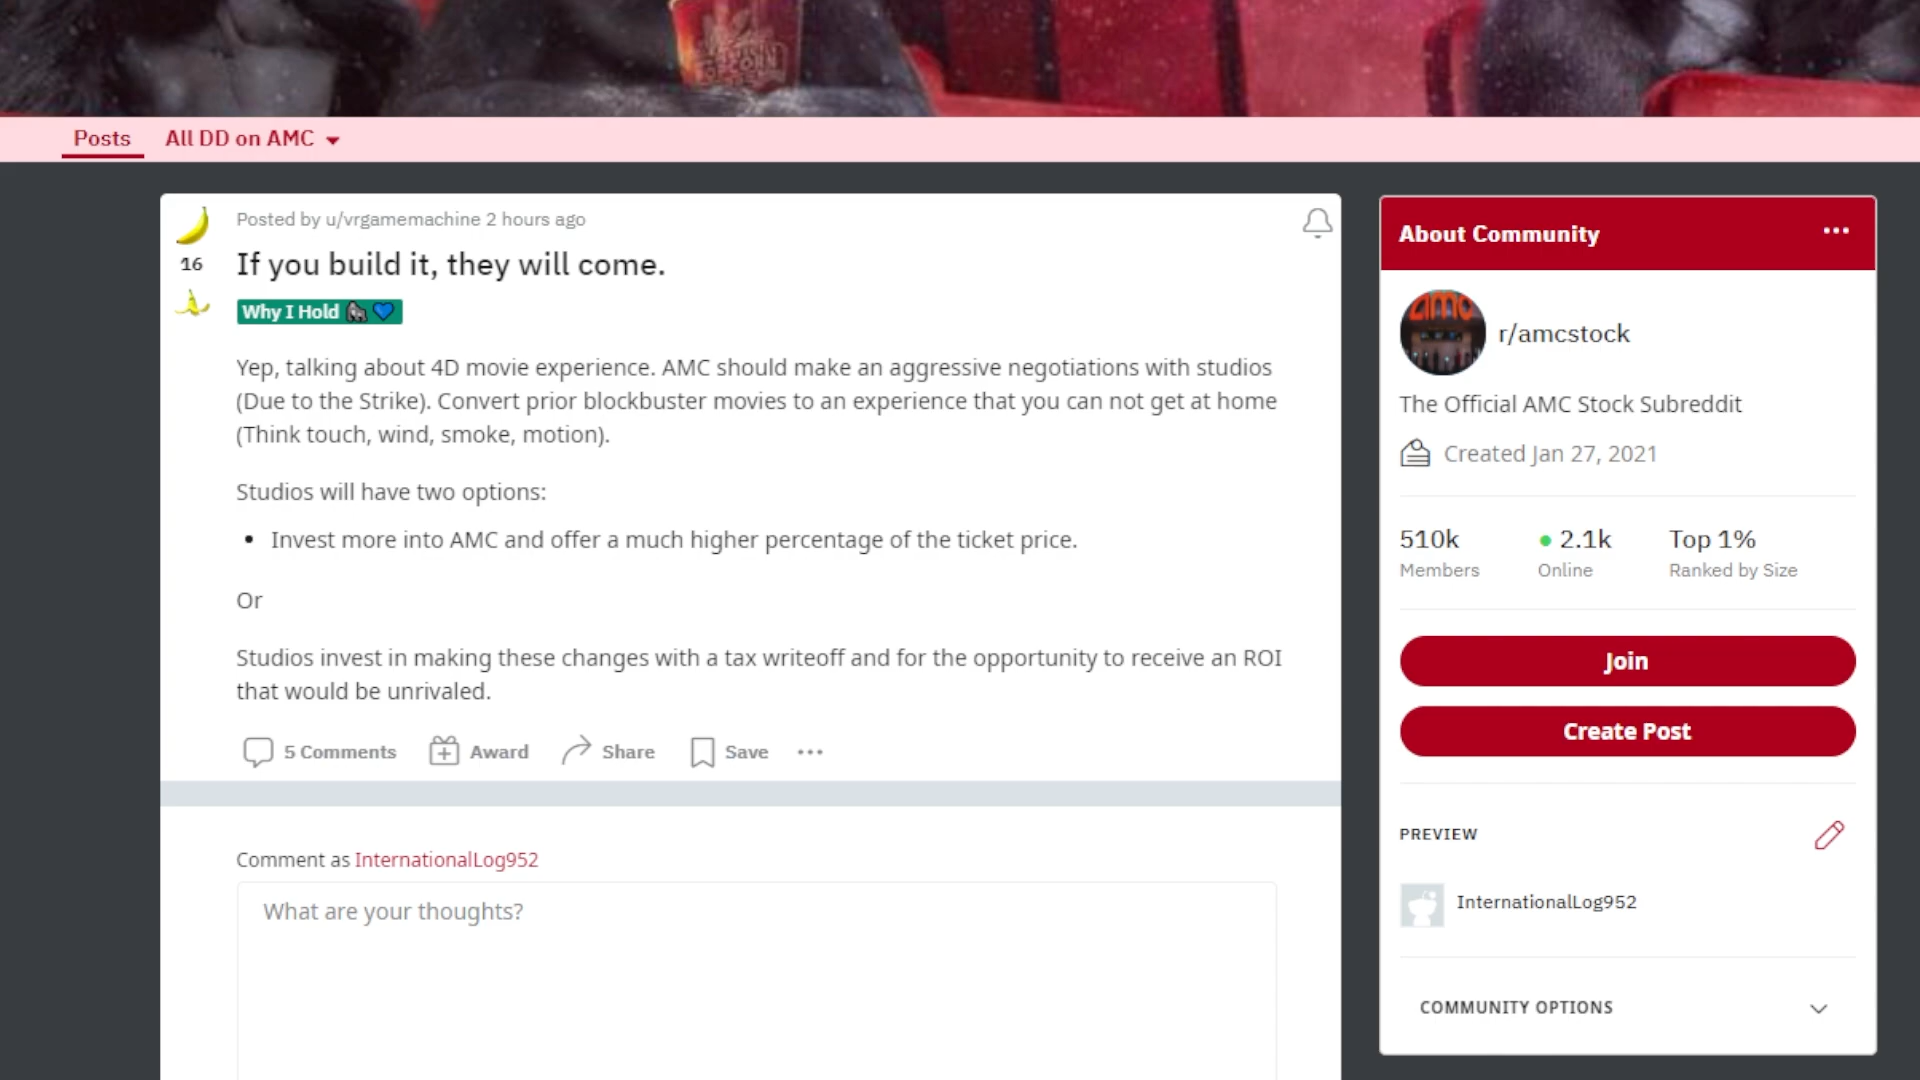 Posts
All DD on AMC
Posted by u/vrgamemachine 2 hours ago
16
If you build it, they will come.
Why I Hold 🦍💙
Yep, talking about 4D movie experience. AMC should make an aggressive negotiations with studios
(Due to the Strike). Convert prior blockbuster movies to an experience that you can not get at home
(Think touch, wind, smoke, motion).
Studios will have two options:
• Invest more into AMC and offer a much higher percentage of the ticket price.
Or
Studios invest in making these changes with a tax writeoff and for the opportunity to receive an ROI
that would be unrivaled.
5 Comments Award Share Save
Comment as InternationalLog952
What are your thoughts?
About Community
amc
r/amcstock
The Official AMC Stock Subreddit
Created Jan 27, 2021
510k 2.1k Top 1%
Members Online Ranked by Size
Join
Create Post
PREVIEW
InternationalLog952
COMMUNITY OPTIONS